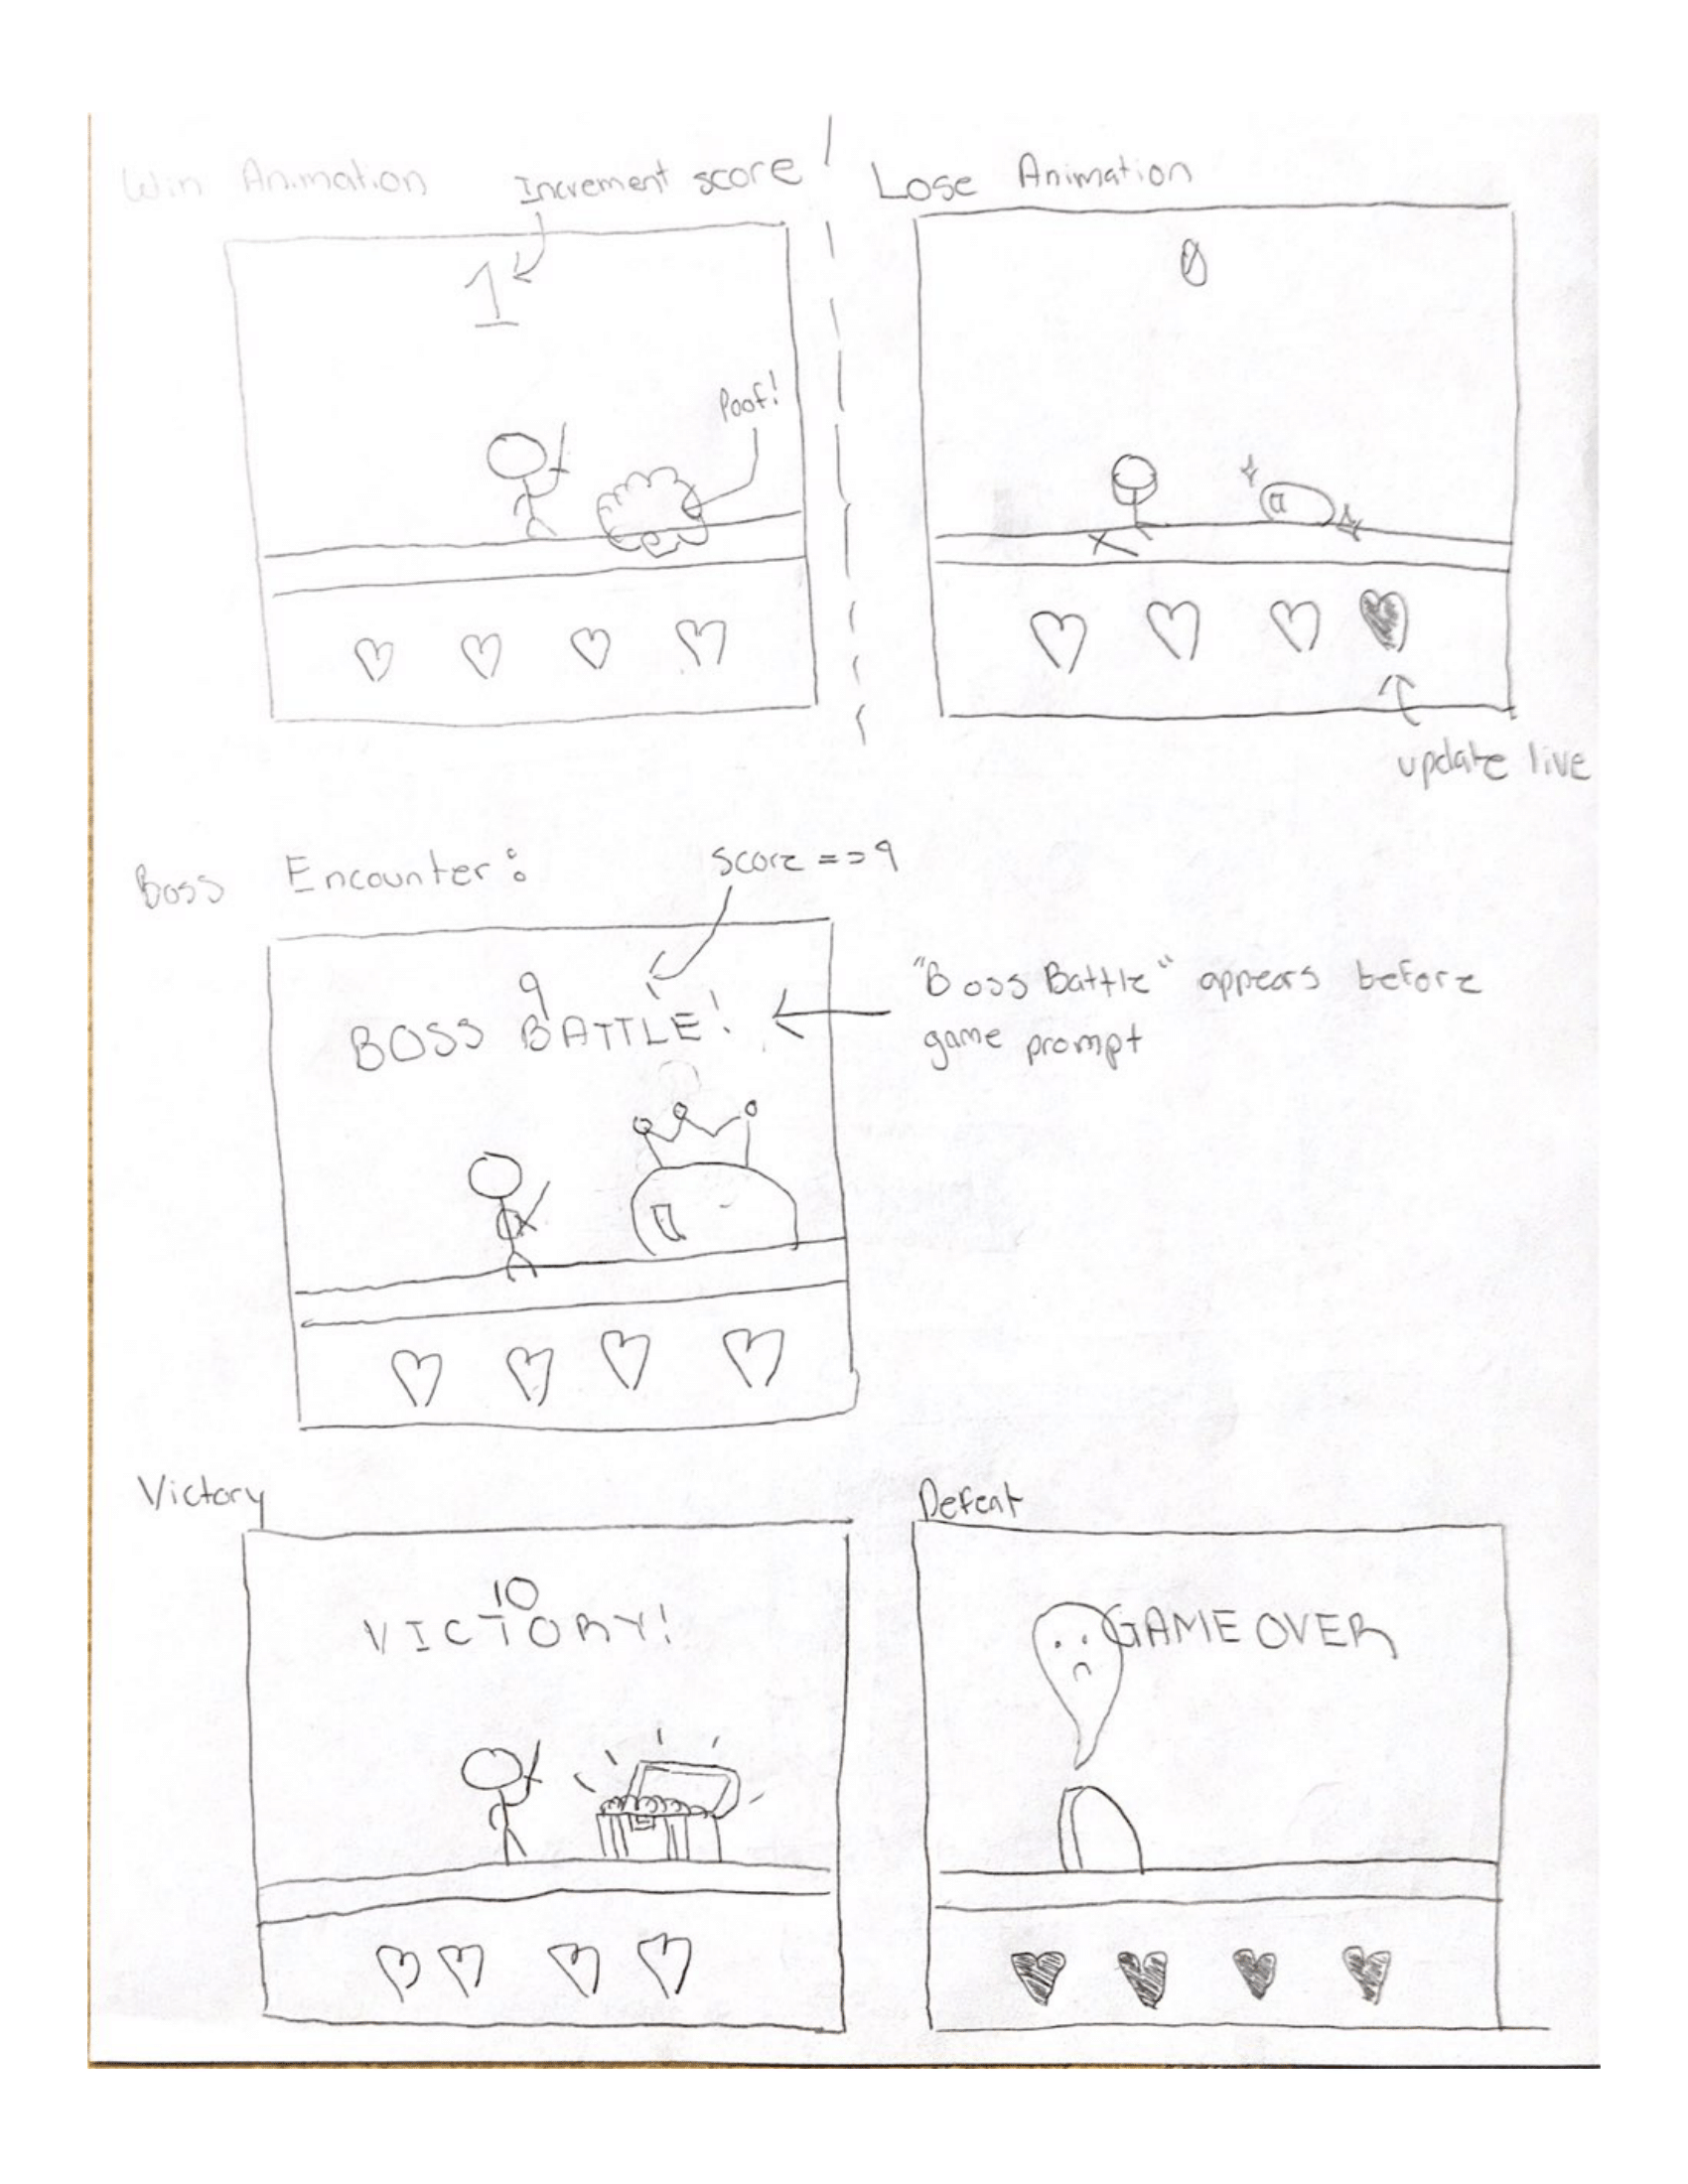 Win Animation
Increment score
1
Poof!
Lose Animation
0
update live
Boss Encounter:
score == 9
9
BOSS BATTLE!
"Boss Battle" appears before
game prompt
Victory
10
VICTORY!
Defeat
GAME OVER